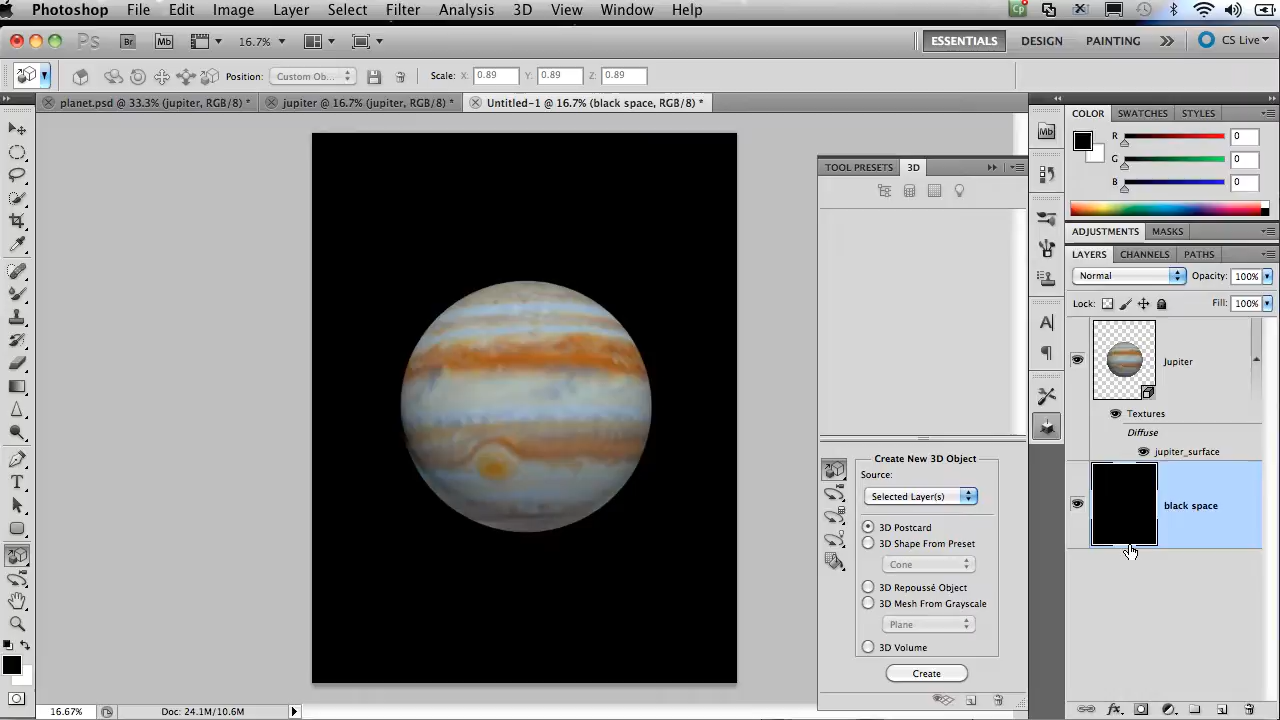 Photoshop File Edit Image Layer Select Filter Analysis 3D View Window Help
Ps Br Mb 16.7% ESSENTIALS DESIGN PAINTING CS Live
Position: Custom Ob... Scale: X: 0.89 Y: 0.89 Z: 0.89
planet.psd @ 33.3% (jupiter, RGB/8) * jupiter @ 16.7% (jupiter, RGB/8) * Untitled-1 @ 16.7% (black space, RGB/8) *
COLOR SWATCHES STYLES
Mb
R 0
G 0
B 0
TOOL PRESETS 3D
ADJUSTMENTS MASKS
LAYERS CHANNELS PATHS
Normal Opacity: 100%
Lock: Fill: 100%
Jupiter
Textures
Diffuse
jupiter_surface
black space
Create New 3D Object
Source:
Selected Layer(s)
3D Postcard
3D Shape From Preset
Cone
3D Repoussé Object
3D Mesh From Grayscale
Plane
3D Volume
Create
16.67% Doc: 24.1M/10.6M
fx